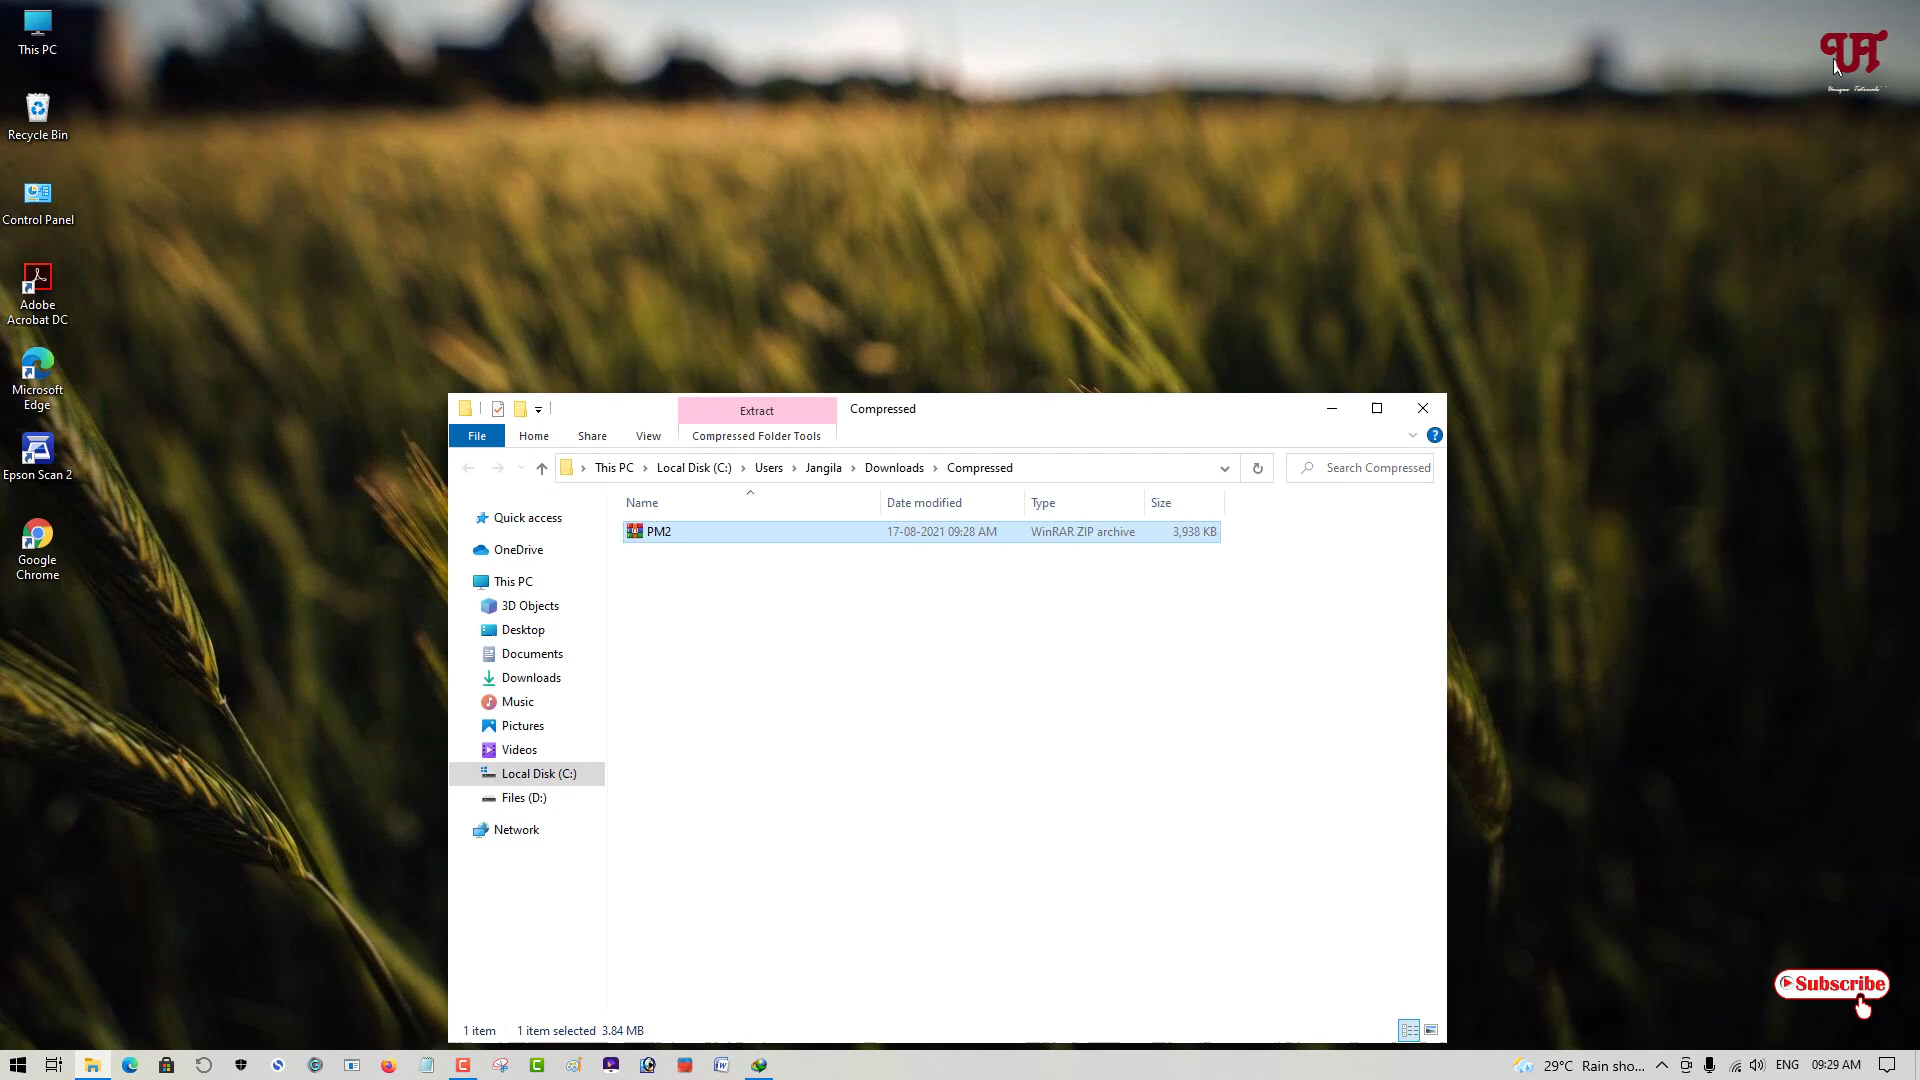 This PC
Recycle Bin
Control Panel
Adobe
Acrobat DC
Microsoft
Edge
Epson Scan 2
Google
Chrome
UT
Extract
Compressed
File
Home
Share
View
Compressed Folder Tools
This PC
Local Disk (C:)
Users
Jangila
Downloads
Compressed
Search Compressed
Name
Date modified
Type
Size
PM2
17-08-2021 09:28 AM
WinRAR ZIP archive
3,938 KB
Quick access
OneDrive
This PC
3D Objects
Desktop
Documents
Downloads
Music
Pictures
Videos
Local Disk (C:)
Files (D:)
Network
1 item
1 item selected 3.84 MB
Subscribe
29°C Rain sho...
ENG
09:29 AM